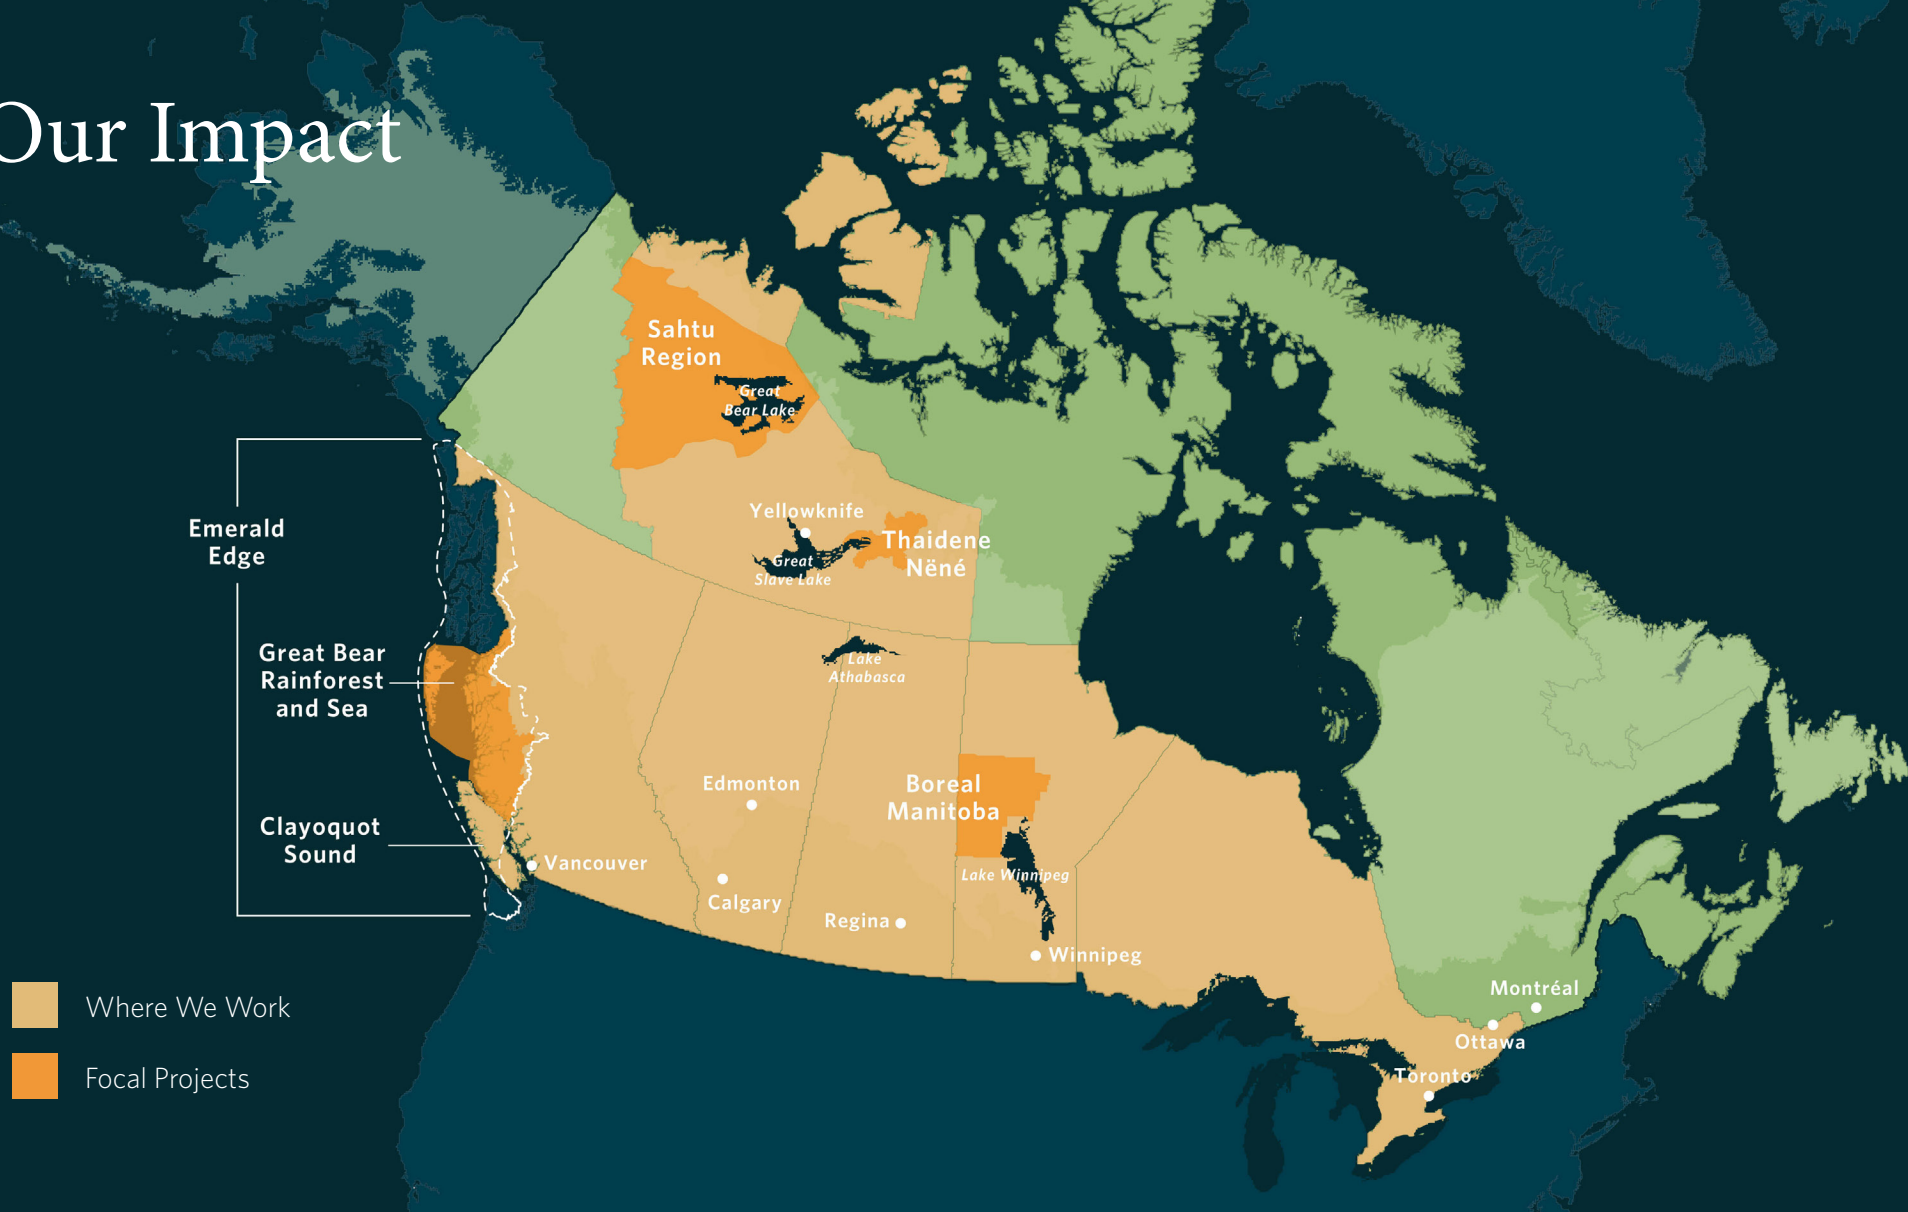 Our Impact
Sahtu
Region
Great
Bear Lake
Emerald
Edge
Yellowknife
Great
Slave Lake
Thaidene
Nëné
Great Bear
Rainforest
and Sea
Lake
Athabasca
Edmonton
Boreal
Manitoba
Clayoquot
Sound
Vancouver
Calgary
Lake Winnipeg
Regina
Winnipeg
Where We Work
Focal Projects
Montréal
Ottawa
Toronto